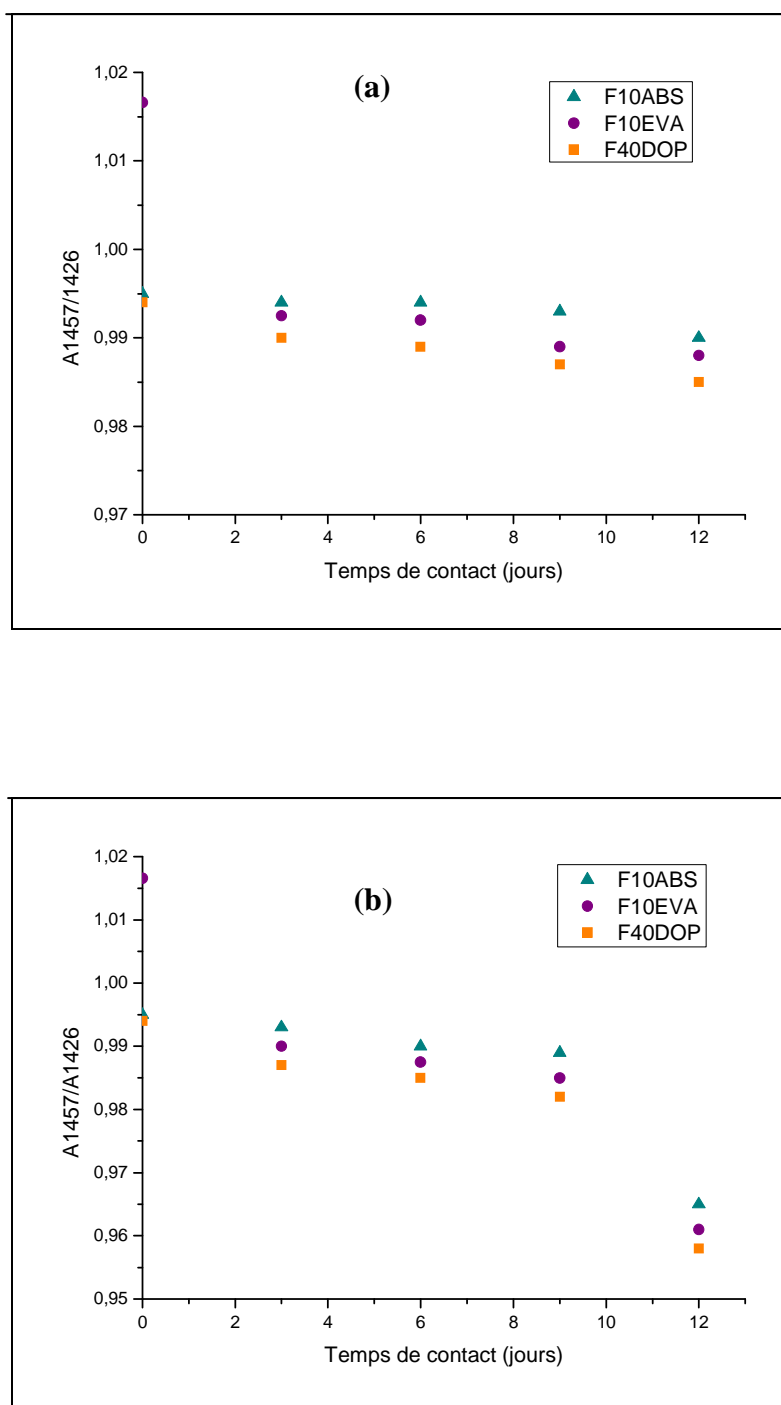 (a)
F10ABS
F10EVA
F40DOP
1,02
1,01
1,00
0,99
0,98
0,97
A1457/1426
0
2
4
6
8
10
12
Temps de contact (jours)
(b)
F10ABS
F10EVA
F40DOP
1,02
1,01
1,00
0,99
0,98
0,97
0,96
0,95
A1457/A1426
0
2
4
6
8
10
12
Temps de contact (jours)